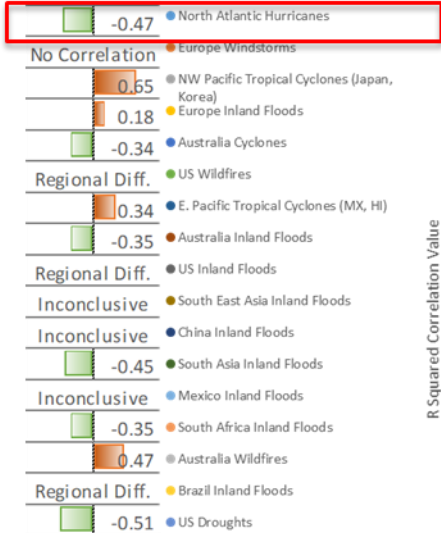 -0.47 North Atlantic Hurricanes
No Correlation Europe Windstorms
0.65 NW Pacific Tropical Cyclones (Japan,
Korea)
0.18 Europe Inland Floods
-0.34 Australia Cyclones
Regional Diff. US Wildfires
0.34 E. Pacific Tropical Cyclones (MX, HI)
-0.35 Australia Inland Floods
Regional Diff. US Inland Floods
Inconclusive South East Asia Inland Floods
Inconclusive China Inland Floods
-0.45 South Asia Inland Floods
Inconclusive Mexico Inland Floods
-0.35 South Africa Inland Floods
0.47 Australia Wildfires
Regional Diff. Brazil Inland Floods
-0.51 US Droughts
R Squared Correlation Value